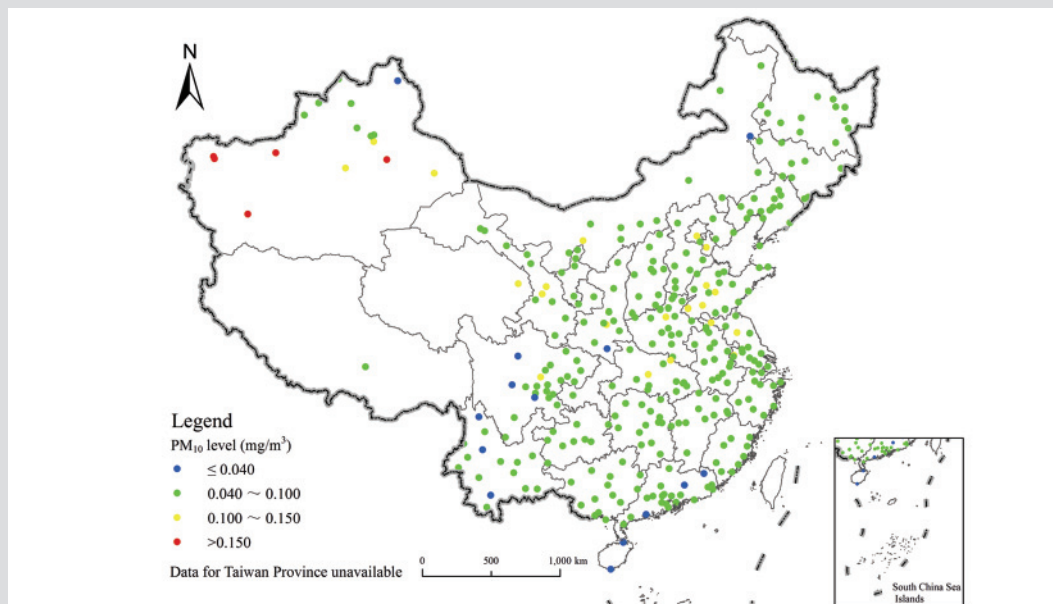 N
Legend
PM₁₀ level (mg/m³)
≤ 0.040
0.040 ~ 0.100
0.100 ~ 0.150
>0.150
Data for Taiwan Province unavailable
0 500 1,000 km
South China Sea
Islands